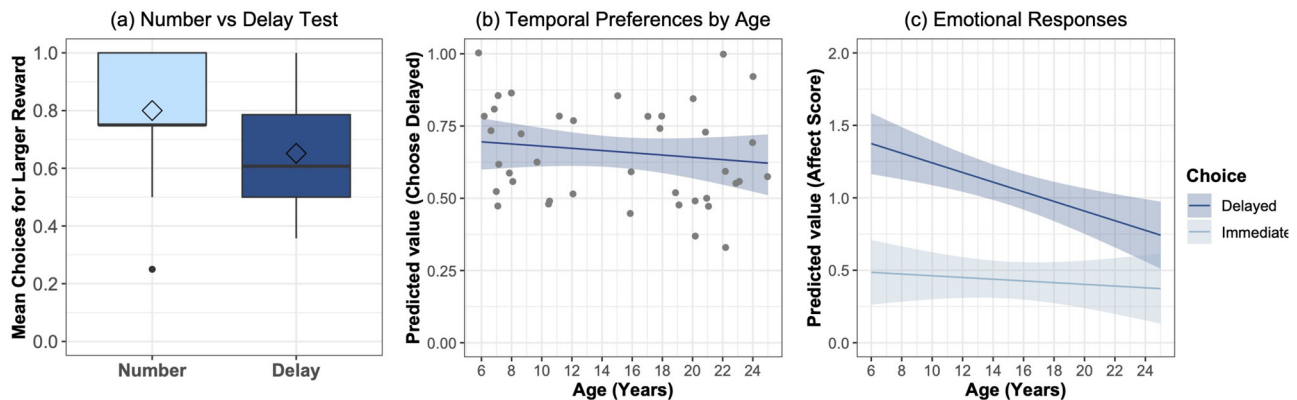 (a) Number vs Delay Test
Mean Choices for Larger Reward
1.0
0.8
0.6
0.4
0.2
0.0
Number
Delay
(b) Temporal Preferences by Age
Predicted value (Choose Delayed)
1.00
0.75
0.50
0.25
0.00
6 8 10 12 14 16 18 20 22 24
Age (Years)
(c) Emotional Responses
Predicted value (Affect Score)
2.0
1.5
1.0
0.5
0.0
6 8 10 12 14 16 18 20 22 24
Age (Years)
Choice
Delayed
Immediate